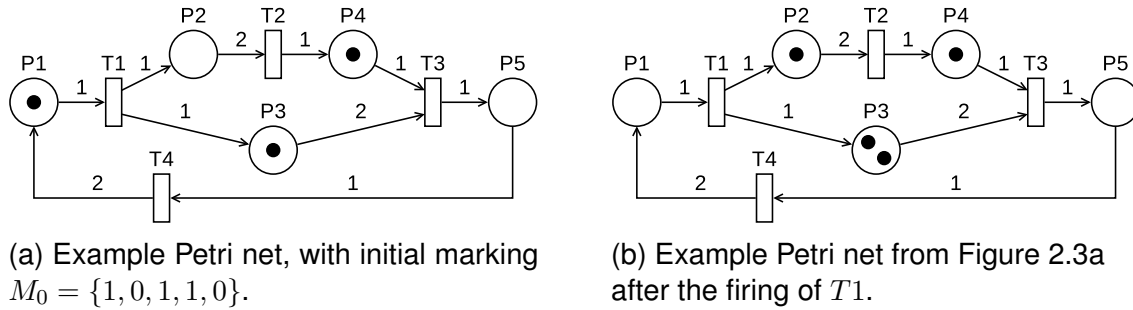 P2 T2 P4
2 1
P1 T1 1 1 T3 P5
1 1
1 P3 2
T4
2 1
(a) Example Petri net, with initial marking
M₀ = {1, 0, 1, 1, 0}.
P2 T2 P4
2 1
P1 T1 1 1 T3 P5
1 1
1 P3 2
T4
2 1
(b) Example Petri net from Figure 2.3a
after the firing of T1.